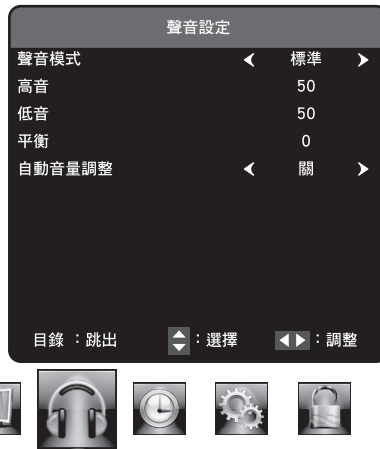 聲音設定
聲音模式 標準
高音 50
低音 50
平衡 0
自動音量調整 關
目錄 ：跳出 ：選擇 ：調整